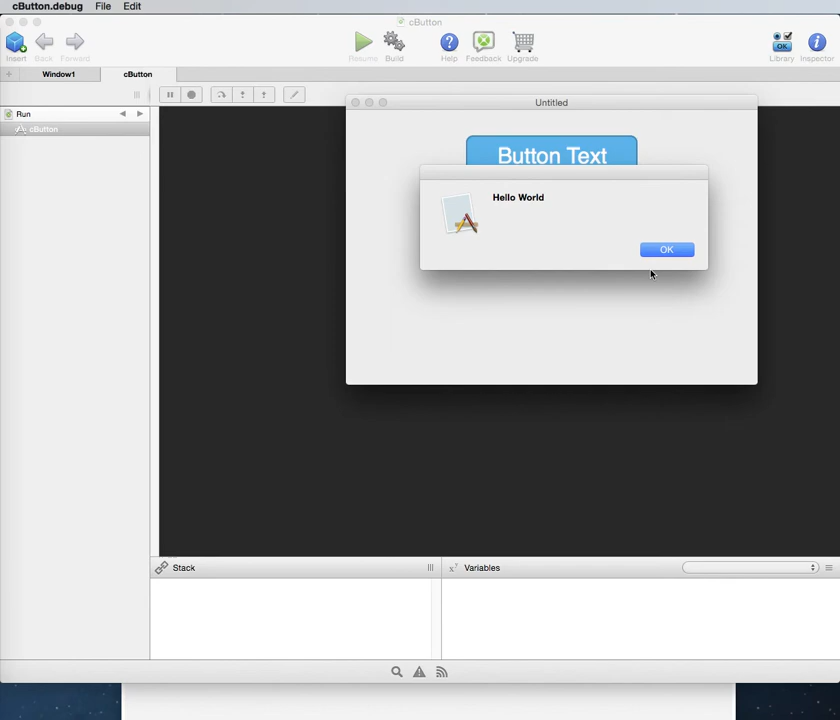 cButton.debug File Edit
cButton
Insert Back Forward Resume Build Help Feedback Upgrade Library Inspector
Window1 cButton
Untitled
Run
cButton
Button Text
Hello World
OK
Stack
Variables